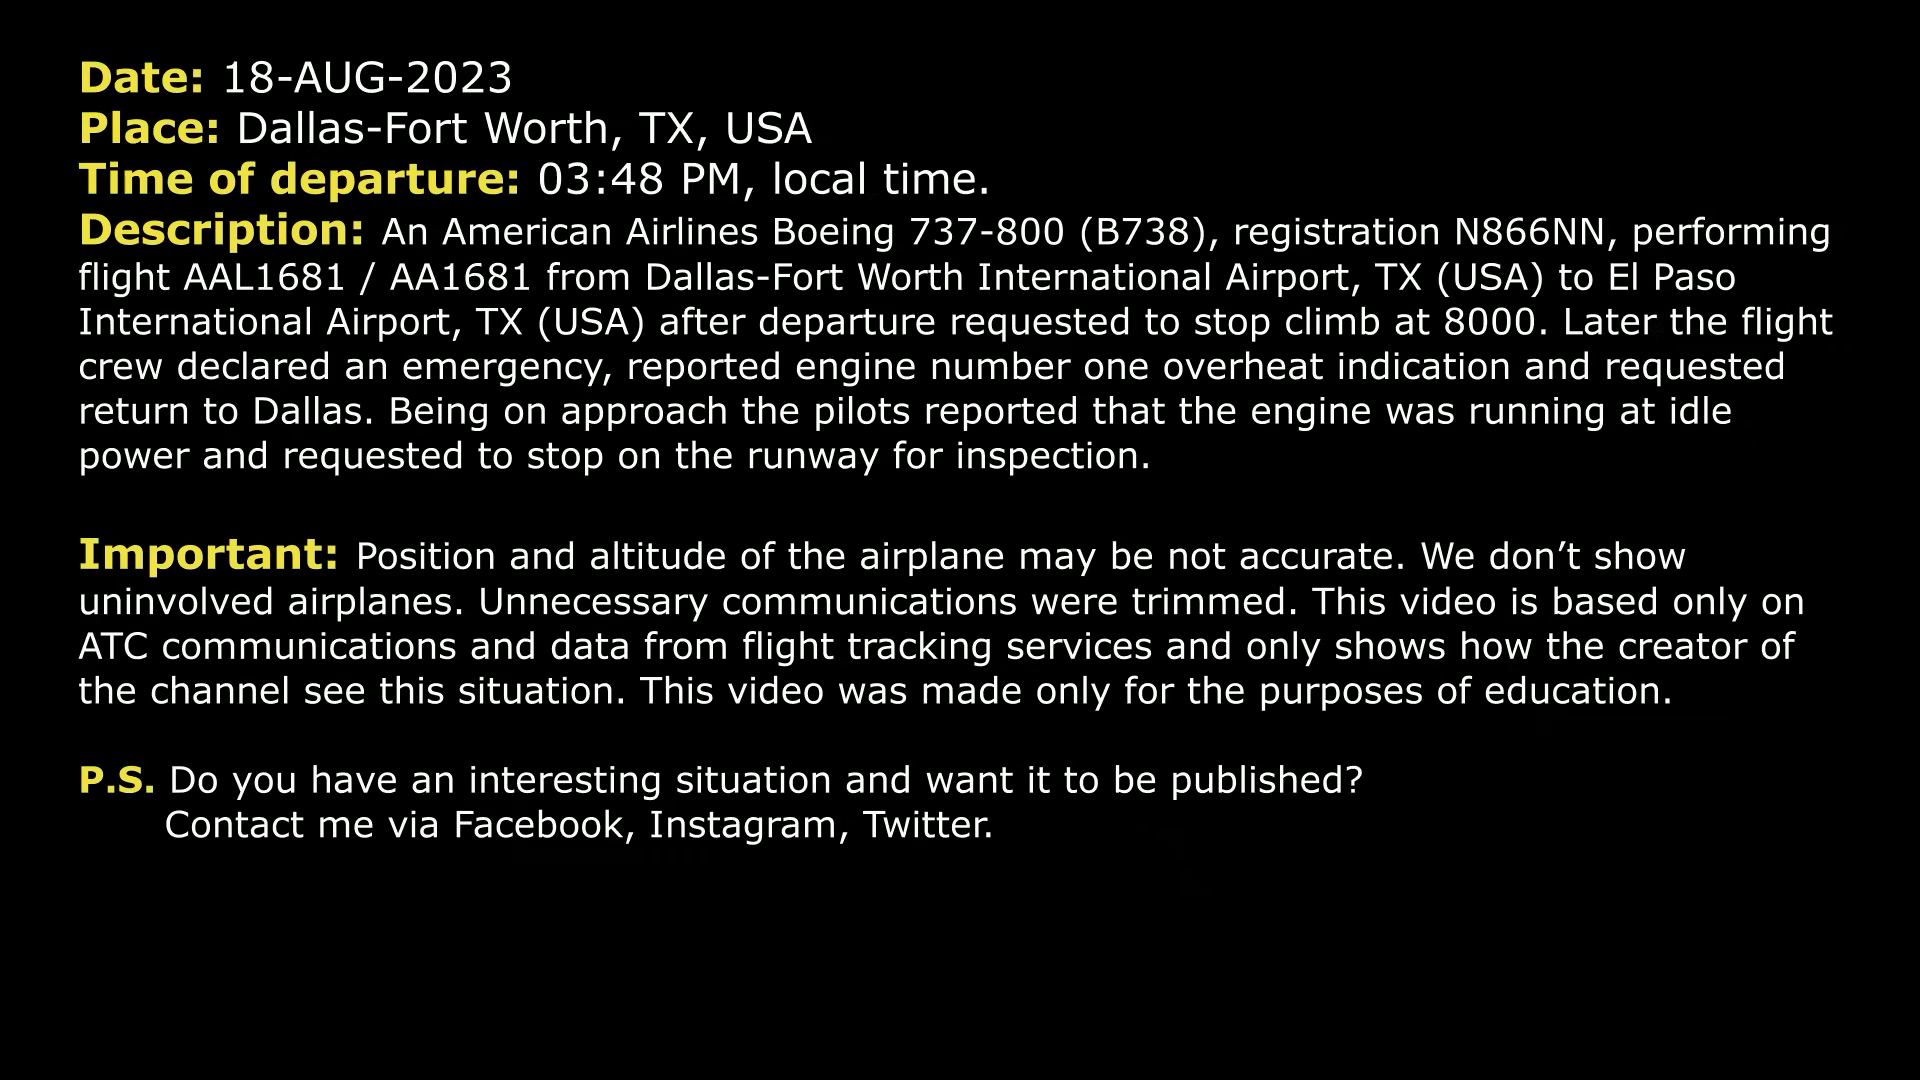 Date: 18-AUG-2023
Place: Dallas-Fort Worth, TX, USA
Time of departure: 03:48 PM, local time.
Description: An American Airlines Boeing 737-800 (B738), registration N866NN, performing
flight AAL1681 / AA1681 from Dallas-Fort Worth International Airport, TX (USA) to El Paso
International Airport, TX (USA) after departure requested to stop climb at 8000. Later the flight
crew declared an emergency, reported engine number one overheat indication and requested
return to Dallas. Being on approach the pilots reported that the engine was running at idle
power and requested to stop on the runway for inspection.
Important: Position and altitude of the airplane may be not accurate. We don’t show
uninvolved airplanes. Unnecessary communications were trimmed. This video is based only on
ATC communications and data from flight tracking services and only shows how the creator of
the channel see this situation. This video was made only for the purposes of education.
P.S. Do you have an interesting situation and want it to be published?
Contact me via Facebook, Instagram, Twitter.